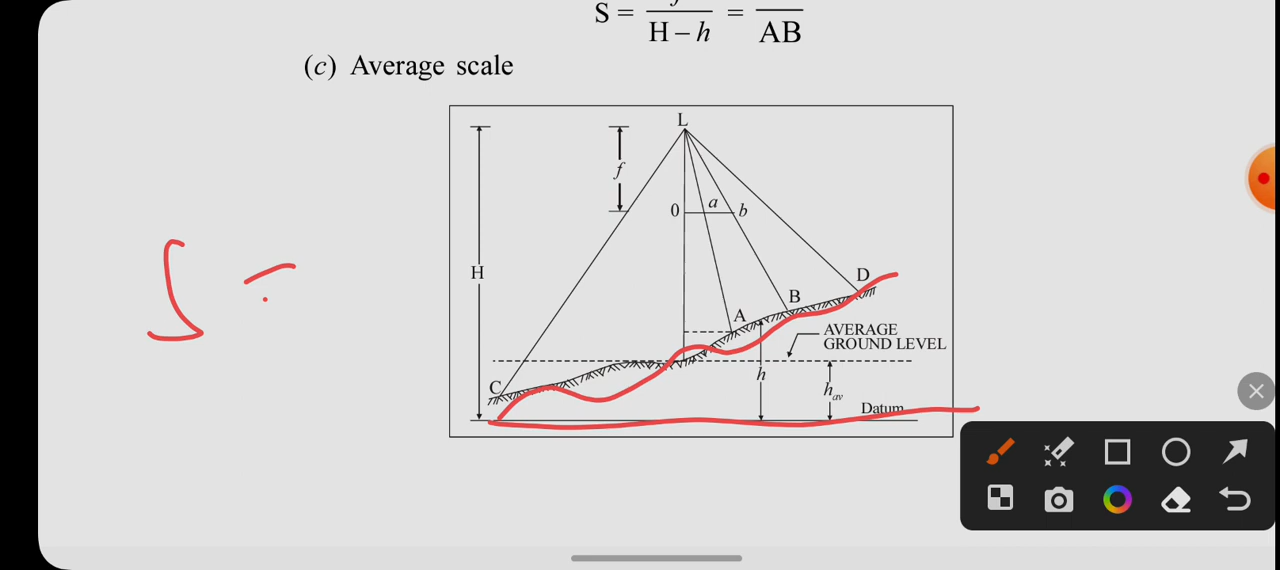 S = / H – h = / AB
(c) Average scale
L
f
0 a b
H
D
B
A
AVERAGE
GROUND LEVEL
C
h
hav
Datum
S =